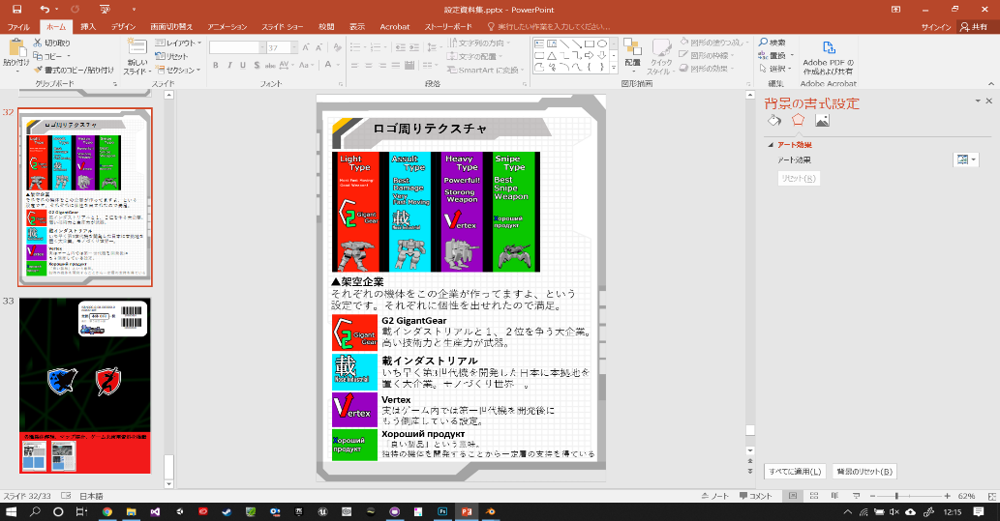 設定資料集.pptx - PowerPoint
ファイル ホーム 挿入 デザイン 画面切り替え アニメーション スライド ショー 校閲 表示 Acrobat ストーリーボード 実行したい作業を入力してください... サインイン 共有
貼り付け 切り取り コピー 書式のコピー/貼り付け
クリップボード
新しいスライド レイアウト リセット セクション
スライド
37
フォント
文字列の方向
文字の配置
SmartArt に変換
段落
配置 クイック スタイル 図形の塗りつぶし 図形の枠線 図形の効果
図形描画
検索 置換 選択
編集
Adobe PDF の 作成および共有
Adobe Acrobat
32
ロゴ周りテクスチャ
33
ロゴ周りテクスチャ
Light Type
Most Fast Moving!
Good Weapon!
G2 Gigant Gear
Assult Type
Best Damage
Very Fast Moving
載
Heavy Type
Powerful!
Storong Weapon
Vertex
Snipe Type
Best Snipe Weapon
Хороший продукт
▲架空企業
それぞれの機体をこの企業が作ってますよ、という
設定です。それぞれに個性を出せれたので満足。
G2 GigantGear
載インダストリアルと１、２位を争う大企業。
高い技術力と生産力が武器。
載インダストリアル
いち早く第3世代機を開発した日本に本拠地を
置く大企業。モノづくり世界一。
Vertex
実はゲーム内では第一世代機を開発後に
もう倒産している設定。
Хороший продукт
「良い製品」という意味。
独特の機体を開発することから一定層の支持を得ている
背景の書式設定
アート効果
アート効果
リセット(R)
すべてに適用(L) 背景のリセット(B)
スライド 32/33 日本語 ノート コメント 62%
12:15